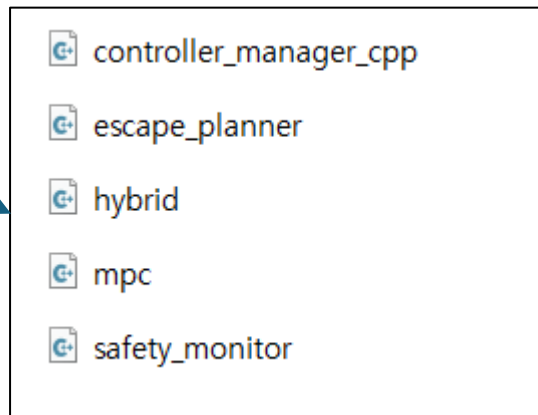 controller_manager_cpp
escape_planner
hybrid
mpc
safety_monitor